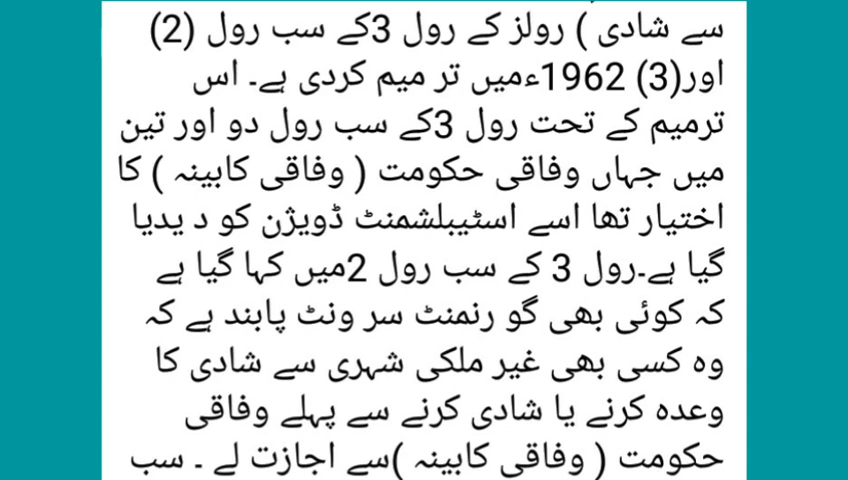 سے شادی ) رولز کے رول 3کے سب رول (2)
اور(3) 1962ءمیں تر میم کردی ہے۔ اس
ترمیم کے تحت رول 3کے سب رول دو اور تین
میں جہاں وفاقی حکومت ( وفاقی کابینہ ) کا
اختیار تھا اسے اسٹیبلشمنٹ ڈویژن کو د یدیا
گیا ہے۔رول 3 کے سب رول 2میں کہا گیا ہے
کہ کوئی بھی گو رنمنٹ سر ونٹ پابند ہے کہ
وہ کسی بھی غیر ملکی شہری سے شادی کا
وعدہ کرنے یا شادی کرنے سے پہلے وفاقی
حکومت ( وفاقی کابینہ )سے اجازت لے ۔ سب